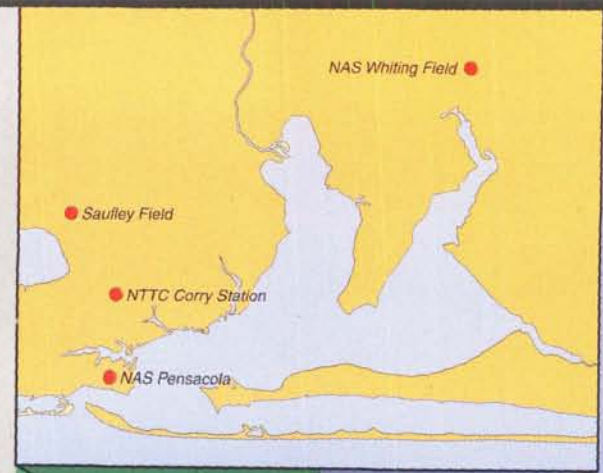 NAS Whiting Field
Saufley Field
NTTC Corry Station
NAS Pensacola